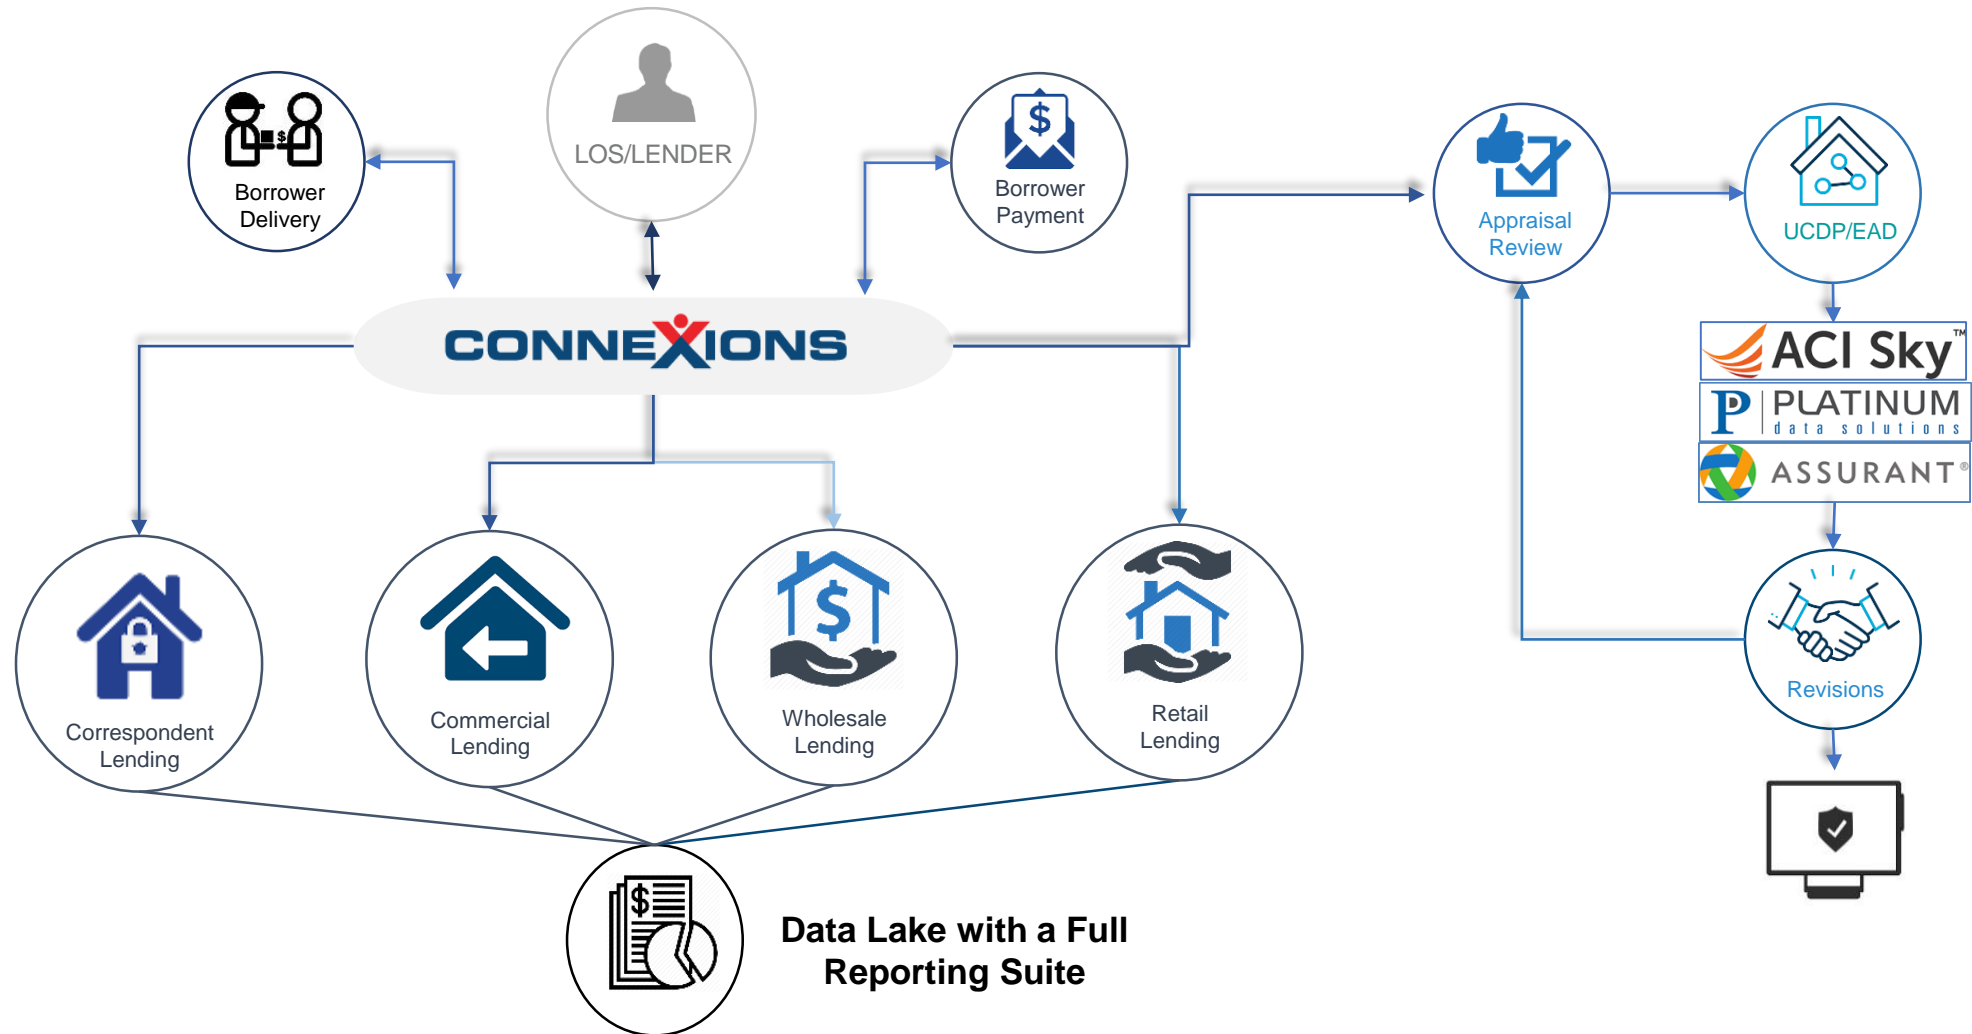 LOS/LENDER
Borrower
Delivery
Borrower
Payment
Appraisal
Review
UCDP/EAD
CONNEXIONS
ACI Sky™
PLATINUM
data solutions
ASSURANT®
Correspondent
Lending
Commercial
Lending
Wholesale
Lending
Retail
Lending
Revisions
Data Lake with a Full
Reporting Suite